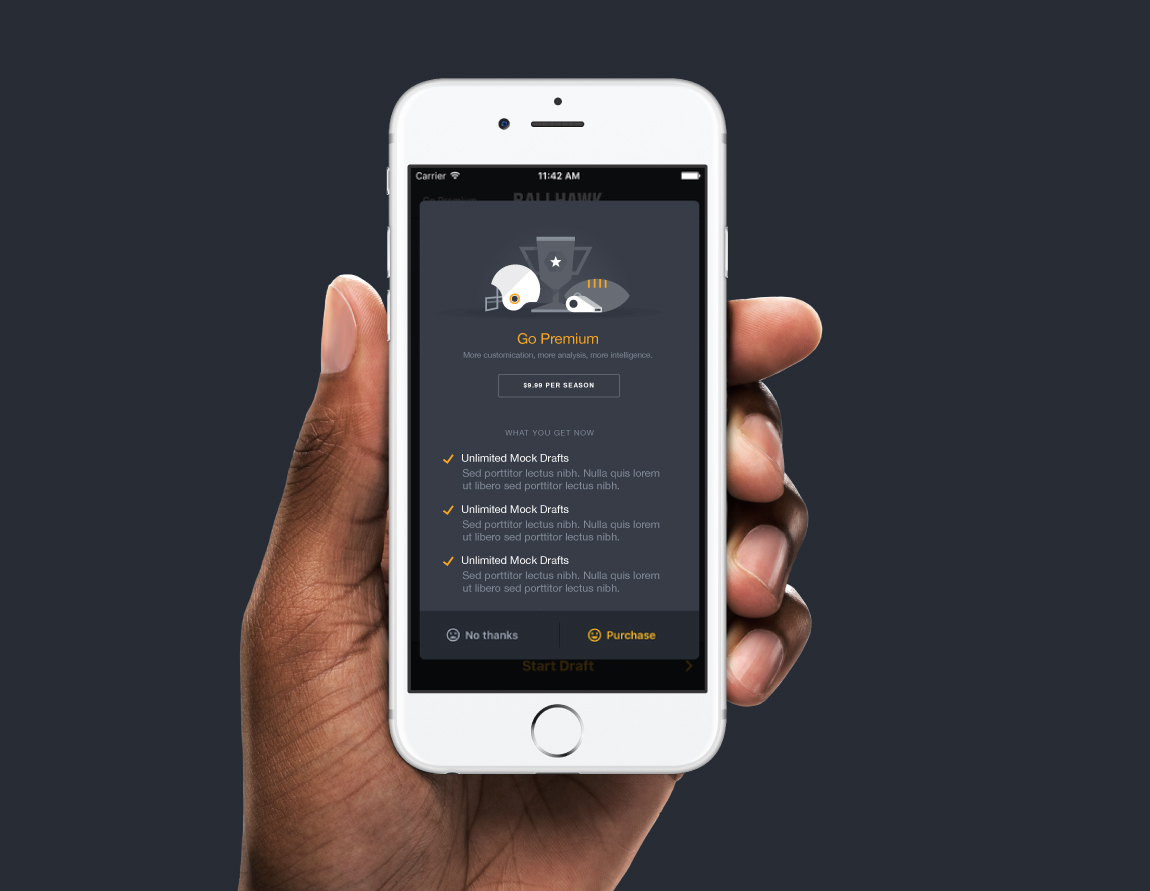 Carrier
11:42 AM
Go Premium
BALLHAWK
Go Premium
More customication, more analysis, more intelligence.
$9.99 PER SEASON
WHAT YOU GET NOW
Unlimited Mock Drafts
Sed porttitor lectus nibh. Nulla quis lorem
ut libero sed porttitor lectus nibh.
Unlimited Mock Drafts
Sed porttitor lectus nibh. Nulla quis lorem
ut libero sed porttitor lectus nibh.
Unlimited Mock Drafts
Sed porttitor lectus nibh. Nulla quis lorem
ut libero sed porttitor lectus nibh.
No thanks
Purchase
Start Draft